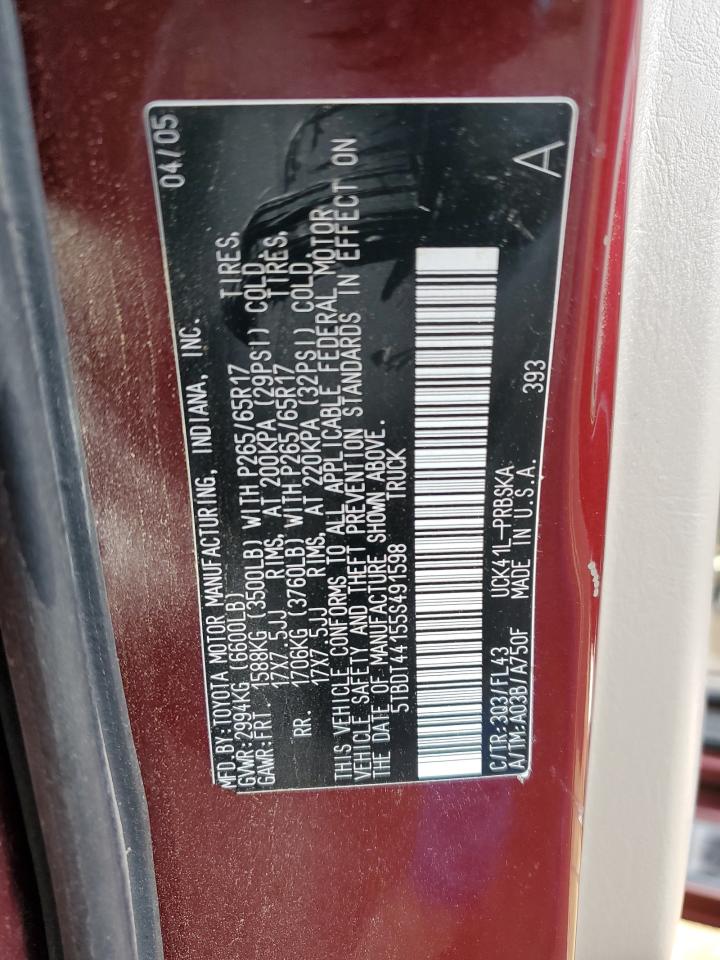 MFD. BY:TOYOTA MOTOR MANUFACTURING, INDIANA, INC. 04/05
GVWR:2994KG (6600LB)
GAWR:FRT. 1588KG (3500LB) WITH P265/65R17 TIRES,
17X7.5JJ RIMS, AT 200KPA (29PSI) COLD.
RR. 1706KG (3760LB) WITH P265/65R17 TIRES,
17X7.5JJ RIMS, AT 220KPA (32PSI) COLD
THIS VEHICLE CONFORMS TO ALL APPLICABLE FEDERAL MOTOR
VEHICLE SAFETY AND THEFT PREVENTION STANDARDS IN EFFECT ON
THE DATE OF MANUFACTURE SHOWN ABOVE.
5TBDT44155S491598 TRUCK
C/TR:303/FL43 UCK41L-PRBSKA
A/TM:A03B/A750F MADE IN U.S.A. 393
A